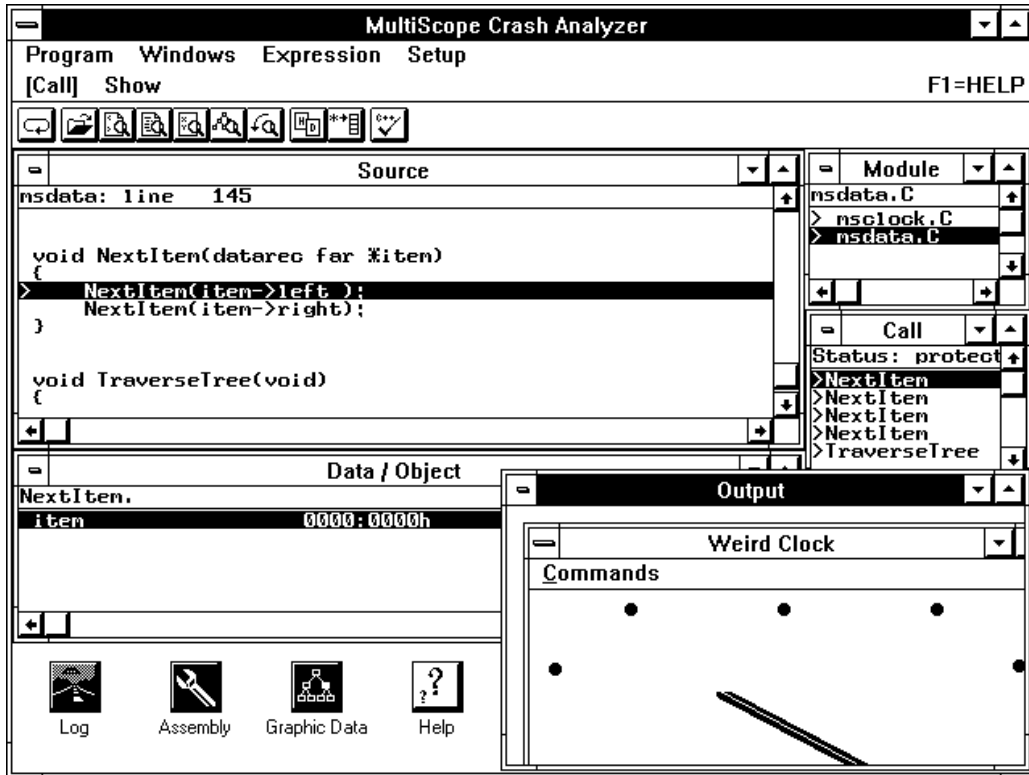 MultiScope Crash Analyzer
Program Windows Expression Setup
[Call] Show F1=HELP
Source
msdata: line 145
void NextItem(datarec far *item)
{
> NextItem(item->left );
NextItem(item->right);
}
void TraverseTree(void)
{
Module
msdata.C
> msclock.C
> msdata.C
Call
Status: protect
>NextItem
>NextItem
>NextItem
>NextItem
>TraverseTree
Data / Object
NextItem.
item 0000:0000h
Output
Weird Clock
Commands
Log
Assembly
Graphic Data
Help